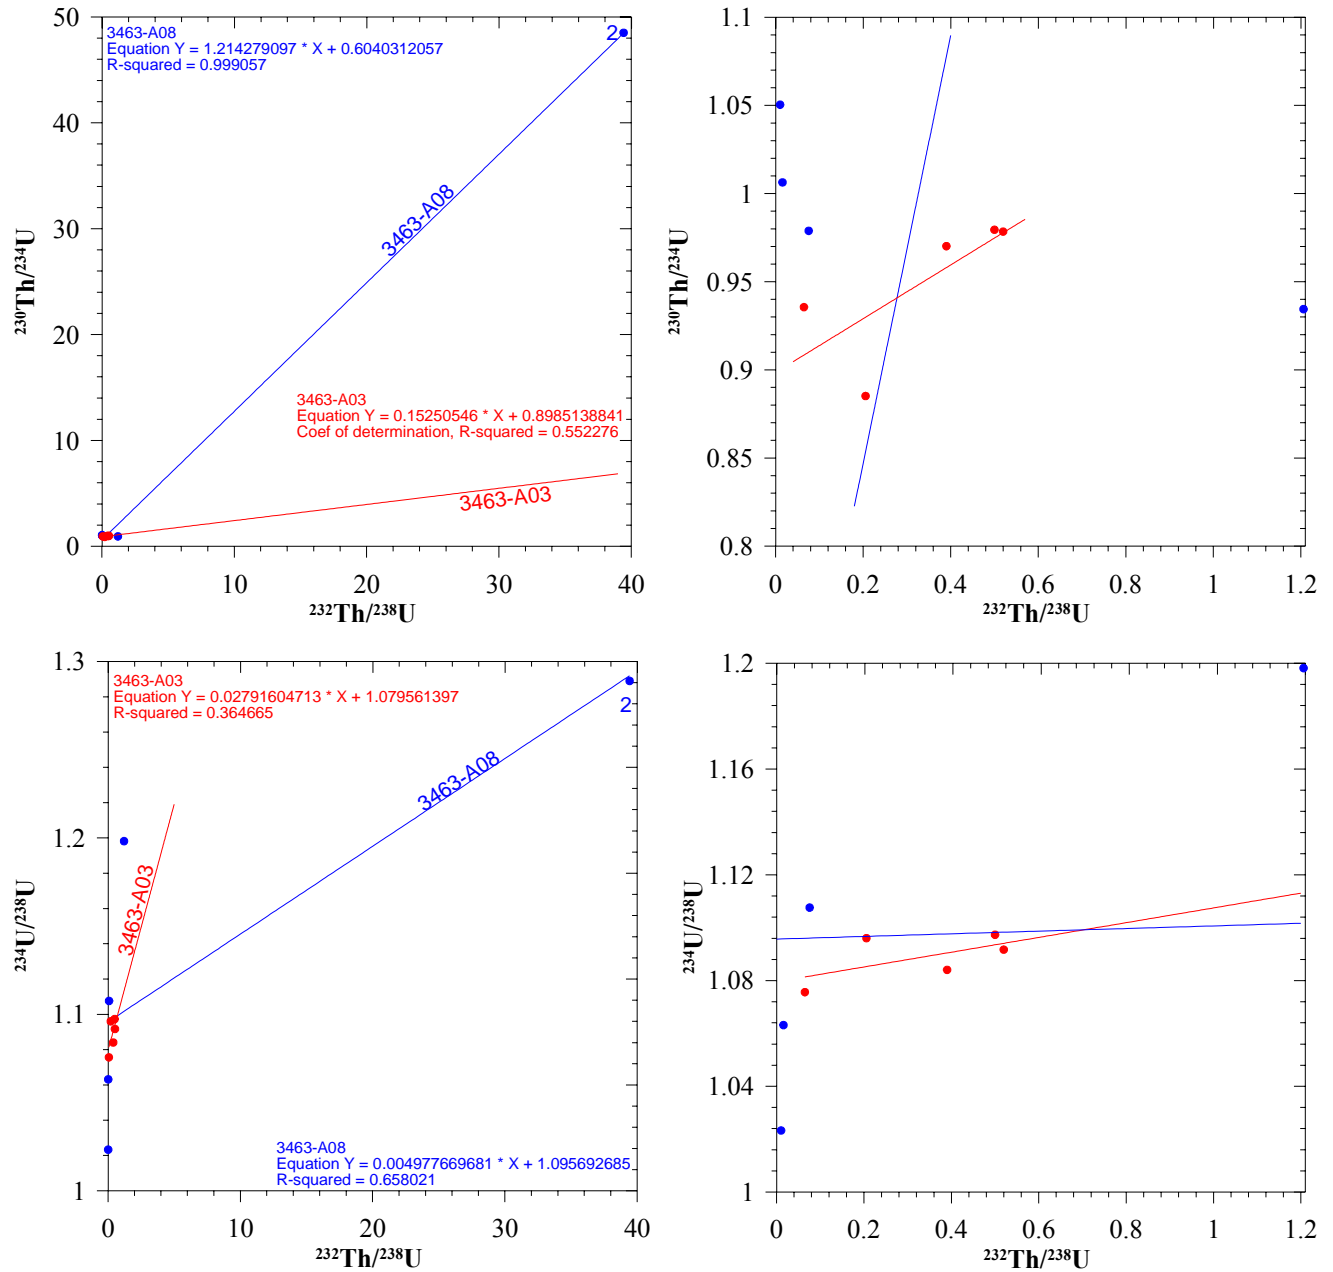 50
40
30
20
10
0
²³⁰Th/²³⁴U
3463-A08
Equation Y = 1.214279097 * X + 0.6040312057
R-squared = 0.999057
2
3463-A08
3463-A03
Equation Y = 0.15250546 * X + 0.8985138841
Coef of determination, R-squared = 0.552276
3463-A03
0 10 20 30 40
²³²Th/²³⁸U
1.1
1.05
1
0.95
0.9
0.85
0.8
²³⁰Th/²³⁴U
0 0.2 0.4 0.6 0.8 1 1.2
²³²Th/²³⁸U
1.3
1.2
1.1
1
²³⁴U/²³⁸U
3463-A03
Equation Y = 0.02791604713 * X + 1.079561397
R-squared = 0.364665
2
3463-A08
3463-A03
3463-A08
Equation Y = 0.004977669681 * X + 1.095692685
R-squared = 0.658021
0 10 20 30 40
²³²Th/²³⁸U
1.2
1.16
1.12
1.08
1.04
1
²³⁴U/²³⁸U
0 0.2 0.4 0.6 0.8 1 1.2
²³²Th/²³⁸U